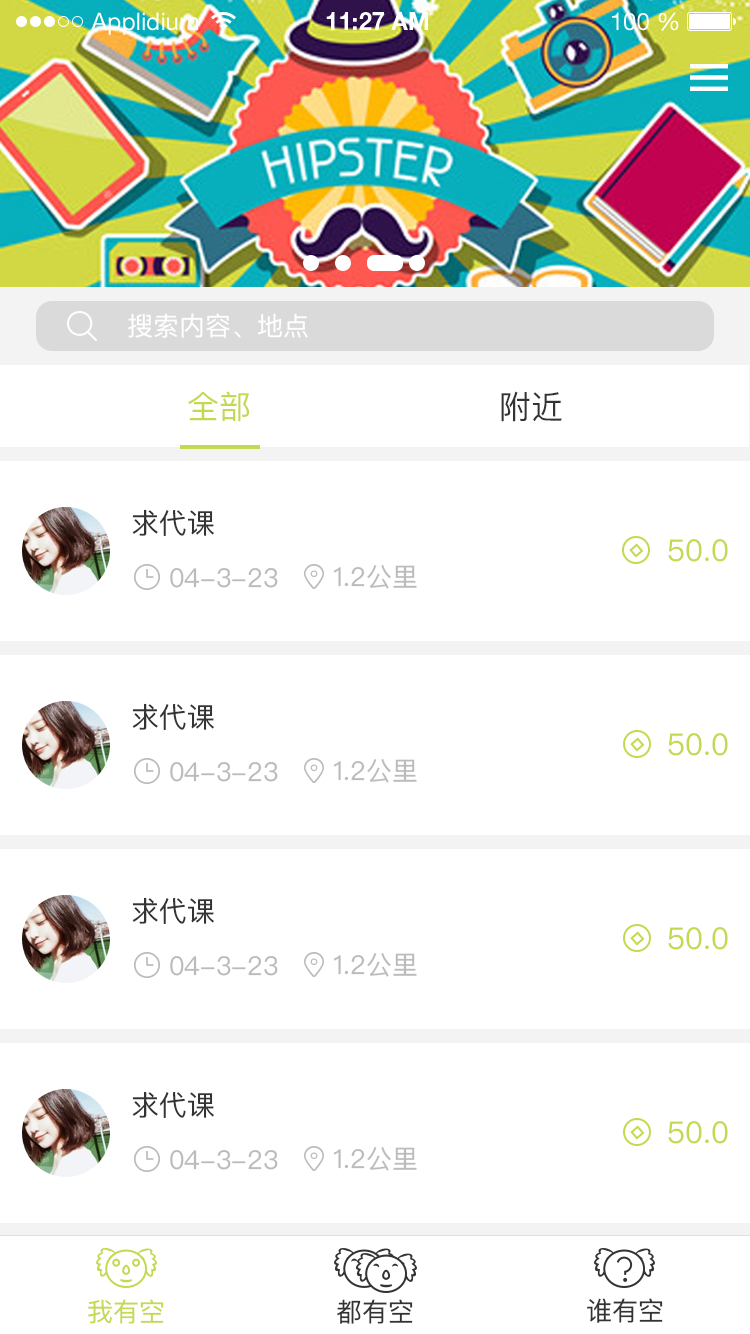 Applidium 11:27 AM 100 %
HIPSTER
搜索内容、地点
全部 附近
求代课
04-3-23 1.2公里 50.0
求代课
04-3-23 1.2公里 50.0
求代课
04-3-23 1.2公里 50.0
求代课
04-3-23 1.2公里 50.0
我有空 都有空 谁有空